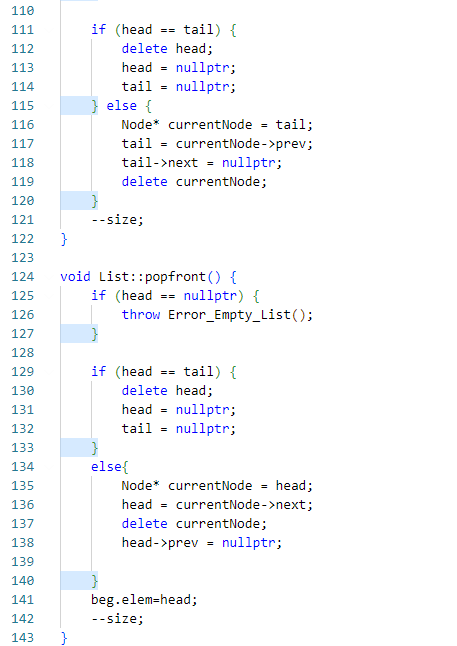 110
111 if (head == tail) {
112 delete head;
113 head = nullptr;
114 tail = nullptr;
115 } else {
116 Node* currentNode = tail;
117 tail = currentNode->prev;
118 tail->next = nullptr;
119 delete currentNode;
120 }
121 --size;
122 }
123
124 void List::popfront() {
125 if (head == nullptr) {
126 throw Error_Empty_List();
127 }
128
129 if (head == tail) {
130 delete head;
131 head = nullptr;
132 tail = nullptr;
133 }
134 else{
135 Node* currentNode = head;
136 head = currentNode->next;
137 delete currentNode;
138 head->prev = nullptr;
139
140 }
141 beg.elem=head;
142 --size;
143 }